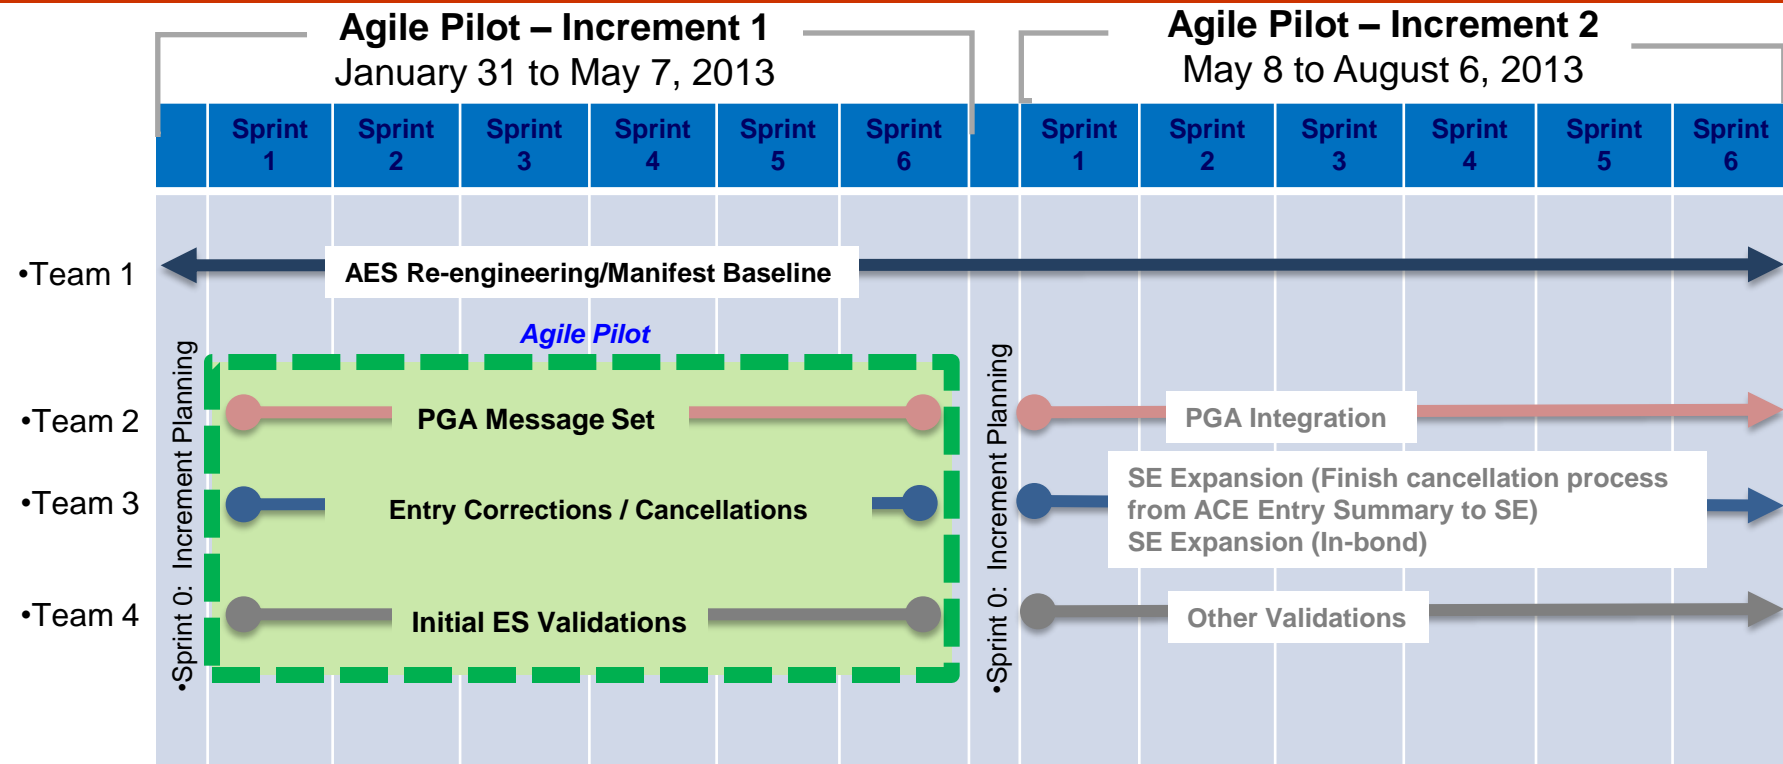 Agile Pilot – Increment 1
January 31 to May 7, 2013
Agile Pilot – Increment 2
May 8 to August 6, 2013
Sprint 1
Sprint 2
Sprint 3
Sprint 4
Sprint 5
Sprint 6
Sprint 1
Sprint 2
Sprint 3
Sprint 4
Sprint 5
Sprint 6
•Team 1
AES Re-engineering/Manifest Baseline
Agile Pilot
•Sprint 0: Increment Planning
•Sprint 0: Increment Planning
•Team 2
PGA Message Set
PGA Integration
•Team 3
Entry Corrections / Cancellations
SE Expansion (Finish cancellation process
from ACE Entry Summary to SE)
SE Expansion (In-bond)
•Team 4
Initial ES Validations
Other Validations